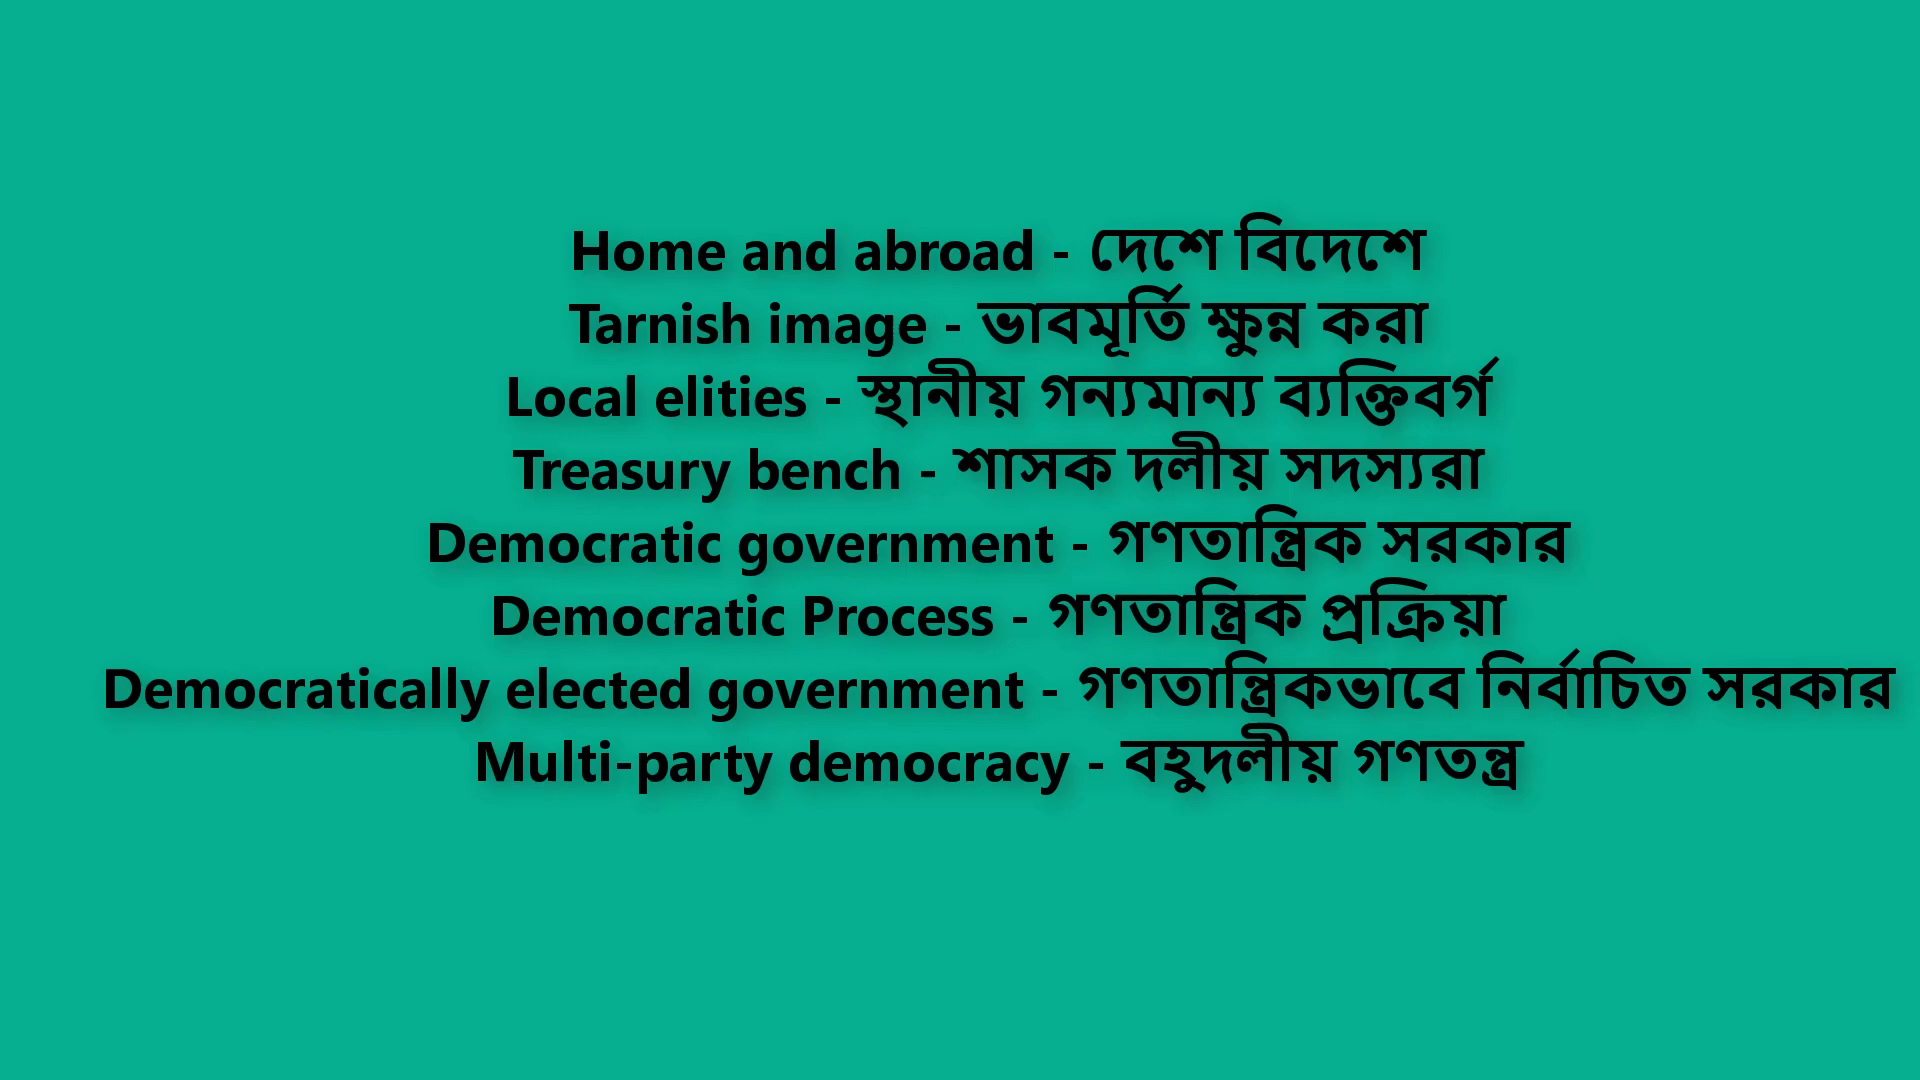 Home and abroad - দেশে বিদেশে
Tarnish image - ভাবমূর্তি ক্ষুন্ন করা
Local elities - স্থানীয় গন্যমান্য ব্যক্তিবর্গ
Treasury bench - শাসক দলীয় সদস্যরা
Democratic government - গণতান্ত্রিক সরকার
Democratic Process - গণতান্ত্রিক প্রক্রিয়া
Democratically elected government - গণতান্ত্রিকভাবে নির্বাচিত সরকার
Multi-party democracy - বহুদলীয় গণতন্ত্র